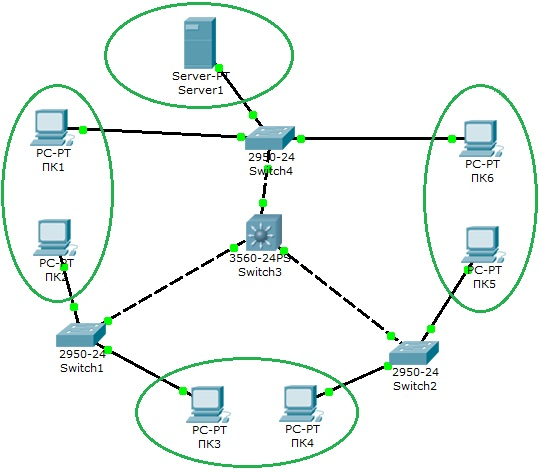 Server-PT
Server1
PC-PT
ПК1
2950-24
Switch4
PC-PT
ПК6
PC-PT
ПК2
3560-24PS
Switch3
PC-PT
ПК5
2950-24
Switch1
2950-24
Switch2
PC-PT
ПК3
PC-PT
ПК4